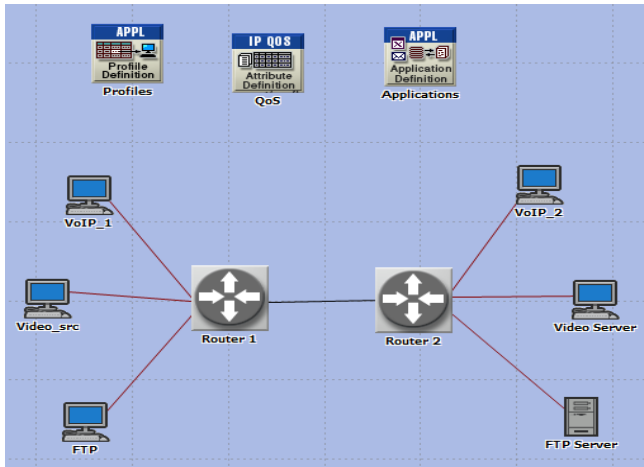 APPL
Profile
Definition
Profiles
IP QOS
Attribute
Definition
QoS
APPL
Application
Definition
Applications
VoIP_1
VoIP_2
Video_src
Router 1
Router 2
Video Server
FTP
FTP Server